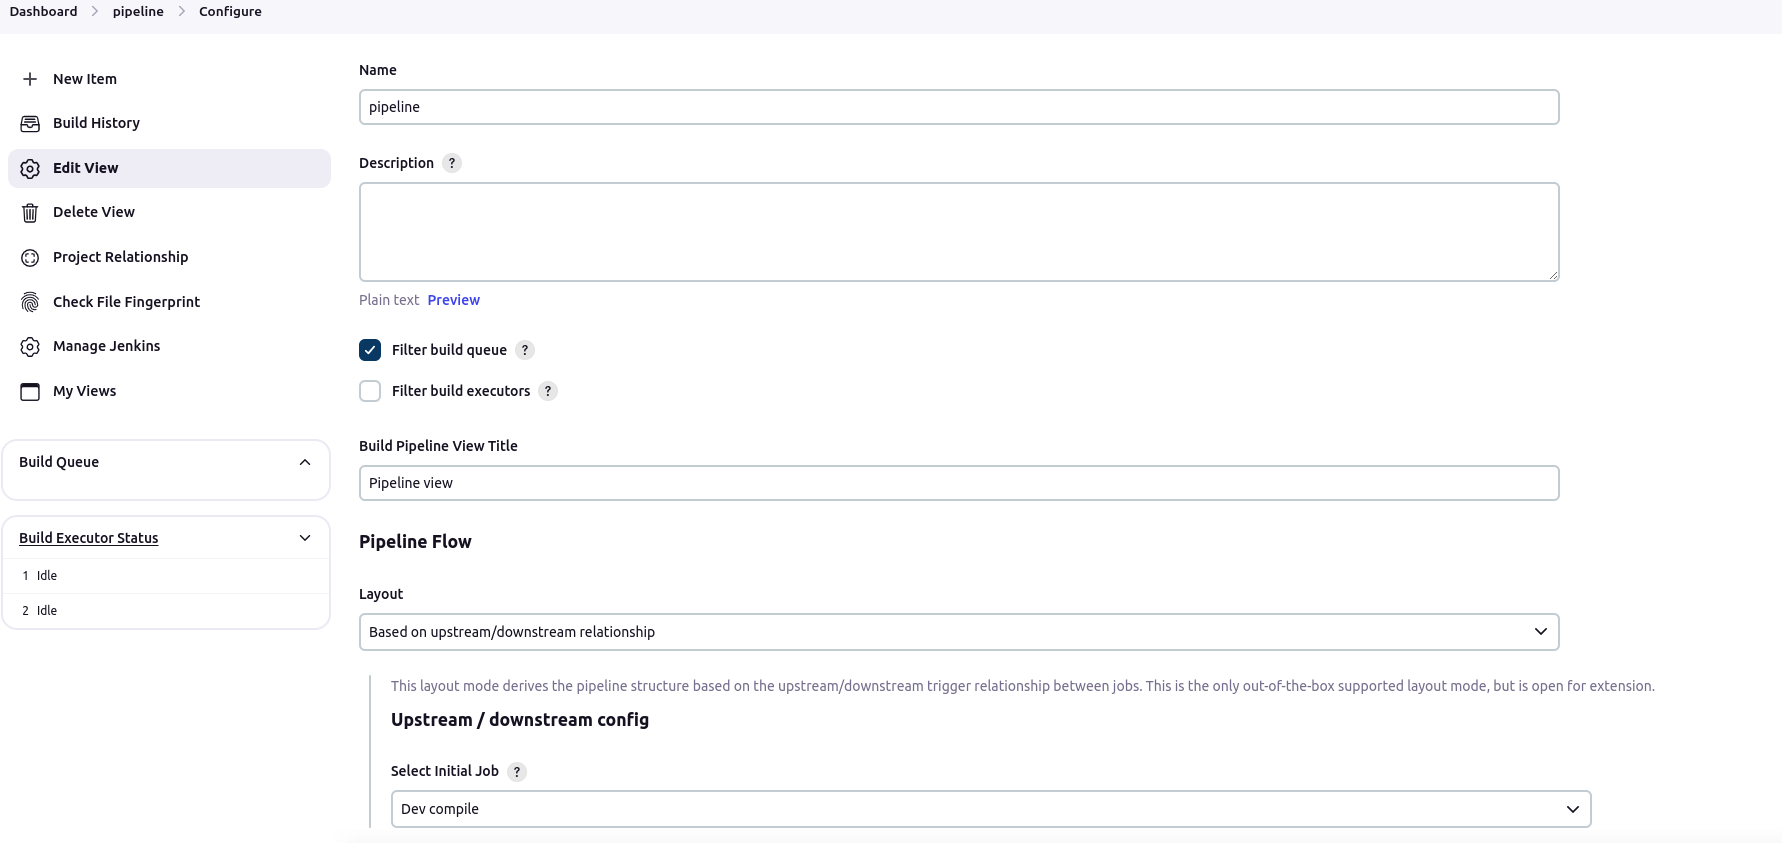 Dashboard > pipeline > Configure
New Item
Build History
Edit View
Delete View
Project Relationship
Check File Fingerprint
Manage Jenkins
My Views
Build Queue
Build Executor Status
1 Idle
2 Idle
Name
pipeline
Description ?
Plain text Preview
Filter build queue ?
Filter build executors ?
Build Pipeline View Title
Pipeline view
Pipeline Flow
Layout
Based on upstream/downstream relationship
This layout mode derives the pipeline structure based on the upstream/downstream trigger relationship between jobs. This is the only out-of-the-box supported layout mode, but is open for extension.
Upstream / downstream config
Select Initial Job ?
Dev compile